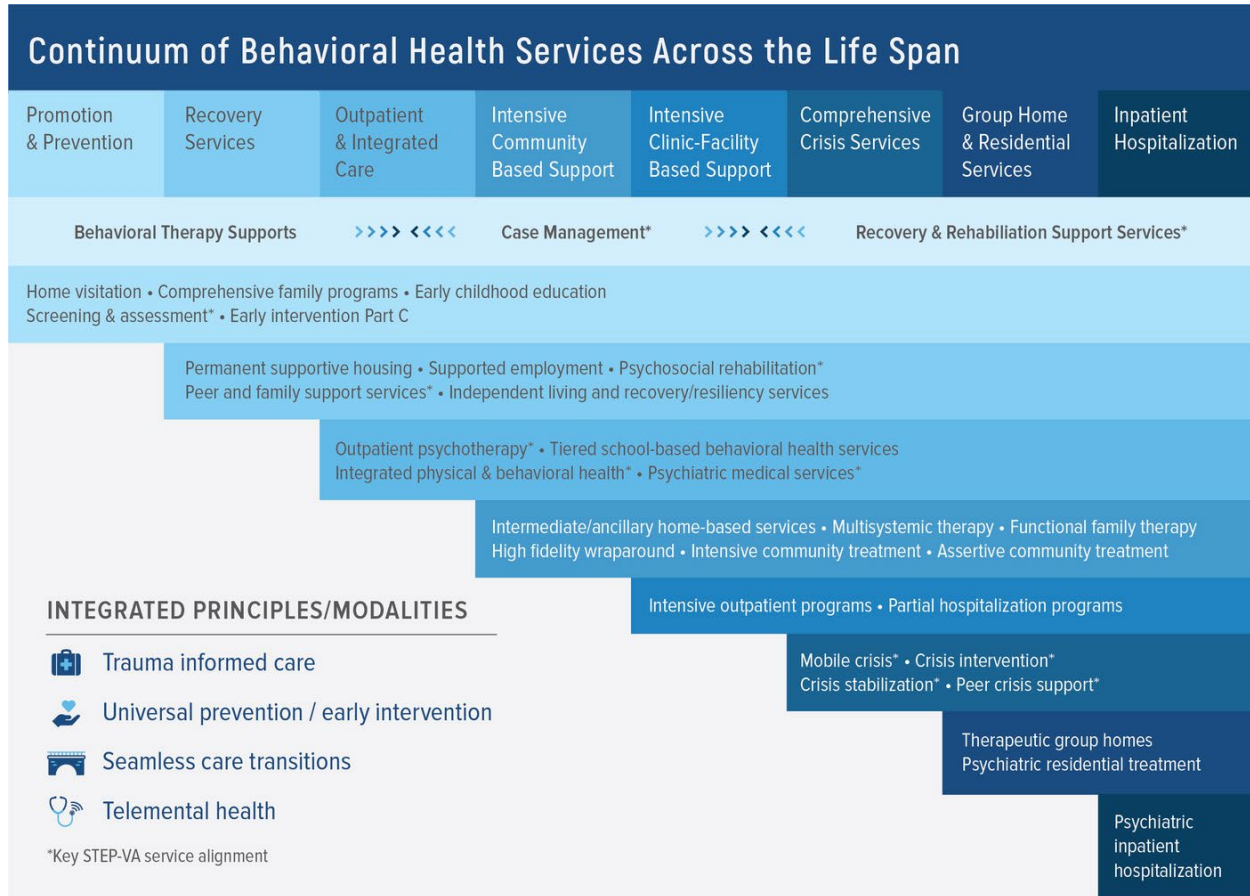 Continuum of Behavioral Health Services Across the Life Span
Promotion
& Prevention
Recovery
Services
Outpatient
& Integrated
Care
Intensive
Community
Based Support
Intensive
Clinic-Facility
Based Support
Comprehensive
Crisis Services
Group Home
& Residential
Services
Inpatient
Hospitalization
Behavioral Therapy Supports >>>> <<<< Case Management* >>>> <<<< Recovery & Rehabiliation Support Services*
Home visitation • Comprehensive family programs • Early childhood education
Screening & assessment* • Early intervention Part C
Permanent supportive housing • Supported employment • Psychosocial rehabilitation*
Peer and family support services* • Independent living and recovery/resiliency services
Outpatient psychotherapy* • Tiered school-based behavioral health services
Integrated physical & behavioral health* • Psychiatric medical services*
Intermediate/ancillary home-based services • Multisystemic therapy • Functional family therapy
High fidelity wraparound • Intensive community treatment • Assertive community treatment
Intensive outpatient programs • Partial hospitalization programs
Mobile crisis* • Crisis intervention*
Crisis stabilization* • Peer crisis support*
Therapeutic group homes
Psychiatric residential treatment
Psychiatric
inpatient
hospitalization
INTEGRATED PRINCIPLES/MODALITIES
Trauma informed care
Universal prevention / early intervention
Seamless care transitions
Telemental health
*Key STEP-VA service alignment